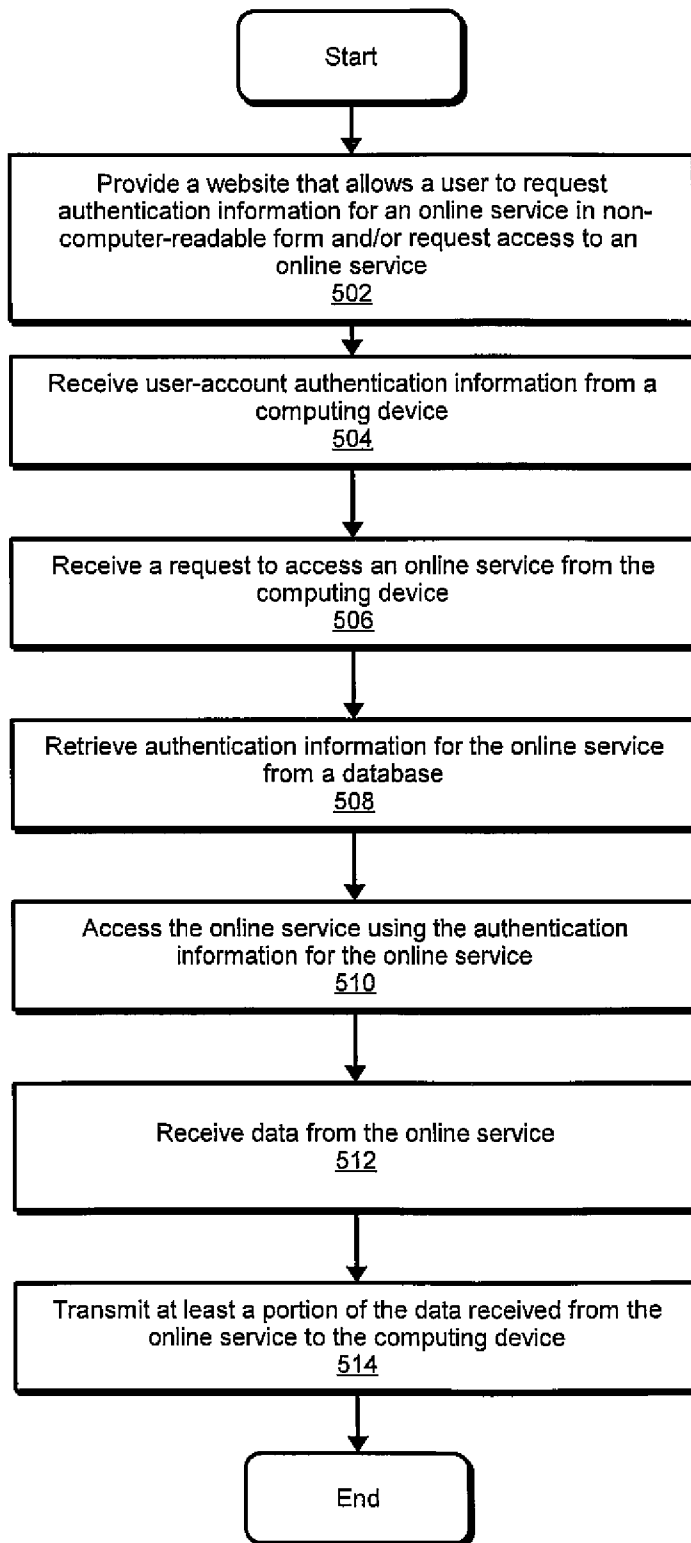 Start
Provide a website that allows a user to request
authentication information for an online service in non-
computer-readable form and/or request access to an
online service
502
Receive user-account authentication information from a
computing device
504
Receive a request to access an online service from the
computing device
506
Retrieve authentication information for the online service
from a database
508
Access the online service using the authentication
information for the online service
510
Receive data from the online service
512
Transmit at least a portion of the data received from the
online service to the computing device
514
End